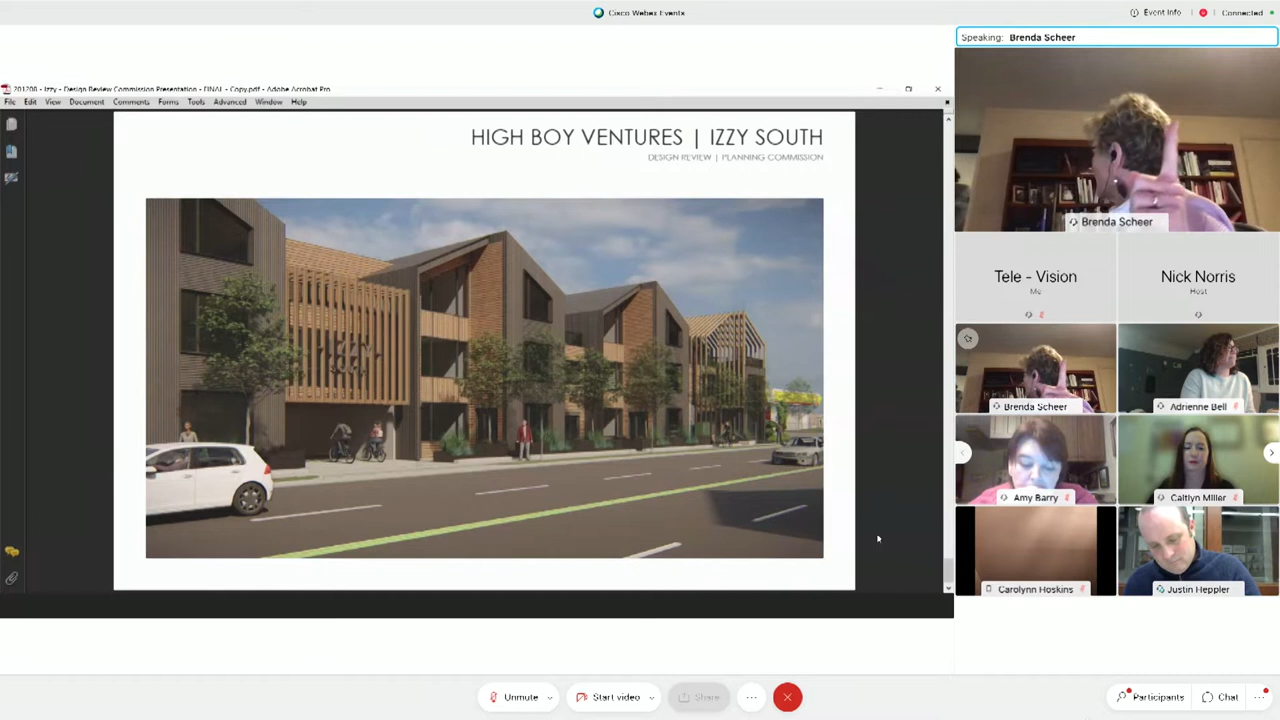 Cisco Webex Events
Event Info
Connected
Speaking: Brenda Scheer
201208 - Izzy - Design Review Commission Presentation - FINAL - Copy.pdf - Adobe Acrobat Pro
File Edit View Document Comments Forms Tools Advanced Window Help
HIGH BOY VENTURES | IZZY SOUTH
DESIGN REVIEW | PLANNING COMMISSION
Brenda Scheer
Tele - Vision
Me
Nick Norris
Host
Brenda Scheer
Adrienne Bell
Amy Barry
Caitlyn Miller
Carolynn Hoskins
Justin Heppler
Unmute
Start video
Share
Participants
Chat